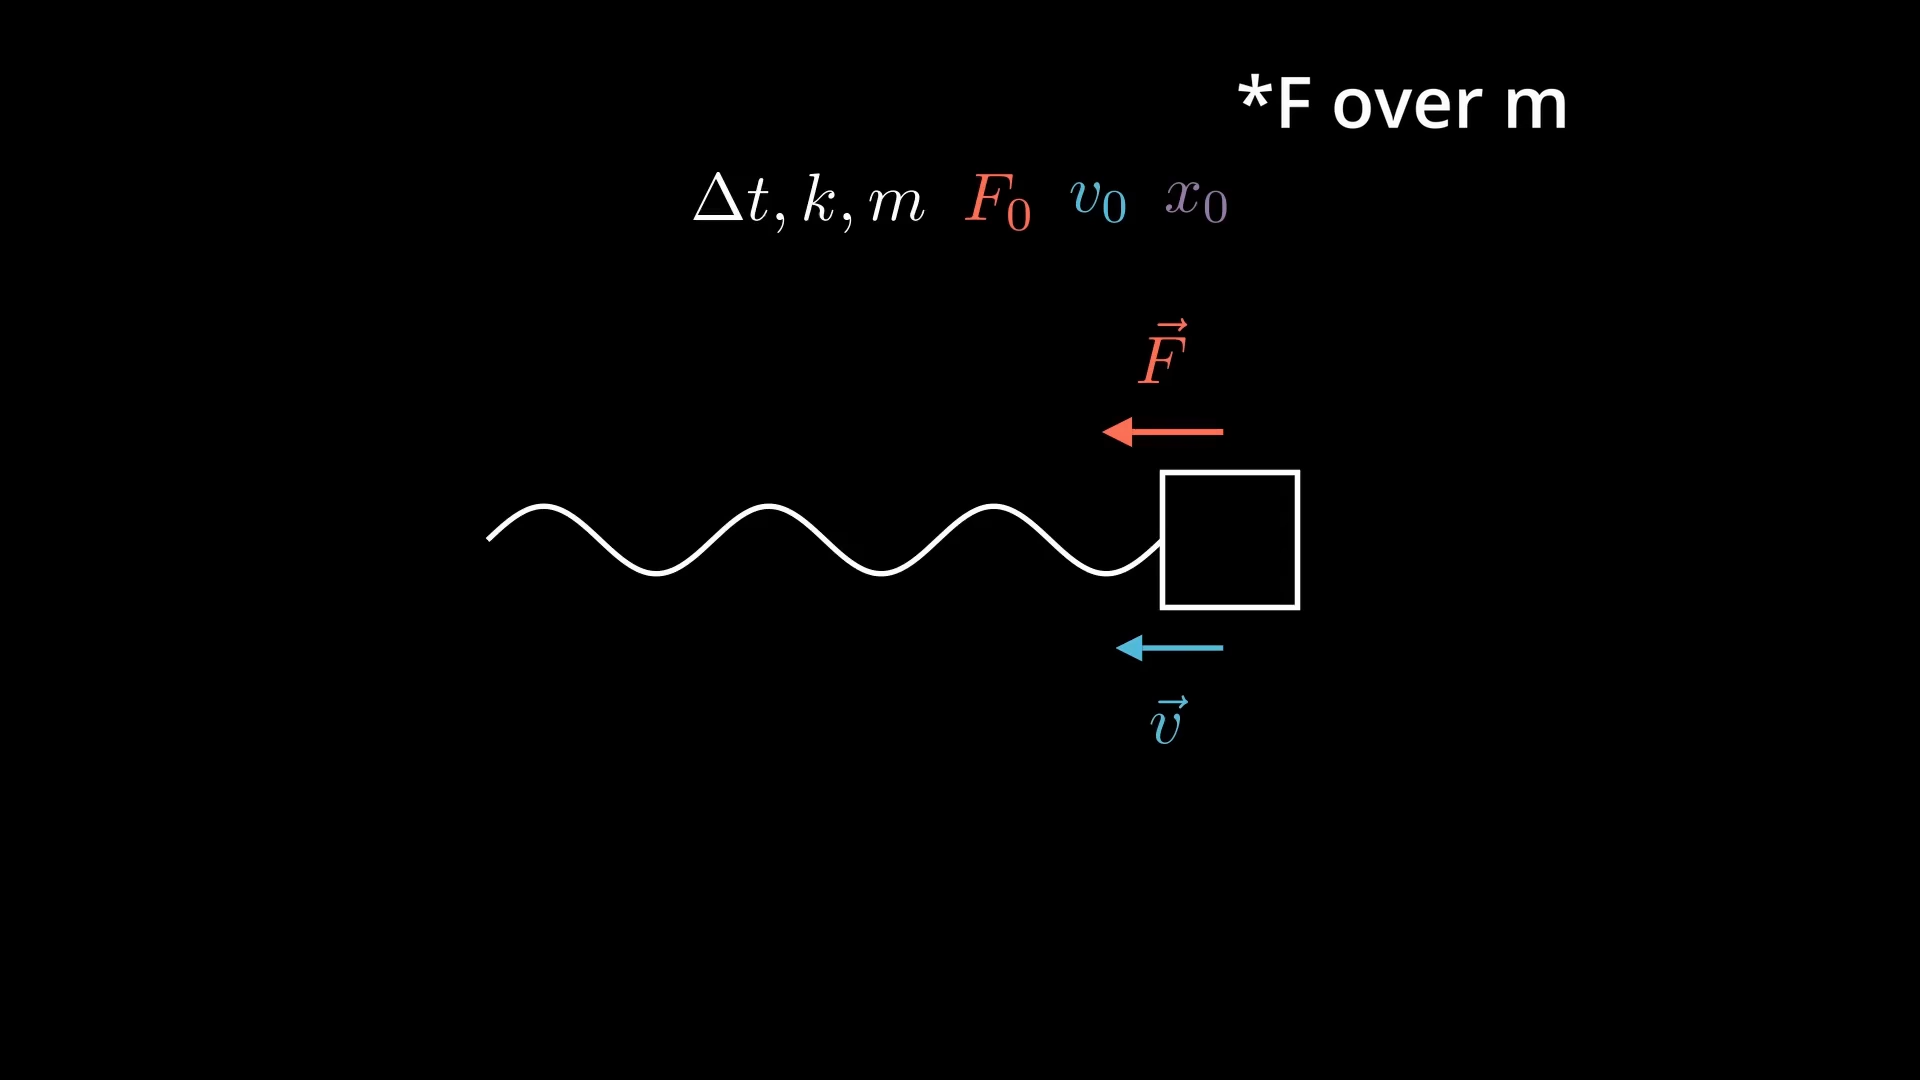 *F over m
Δt, k, m F₀ v₀ x₀
F⃗
v⃗